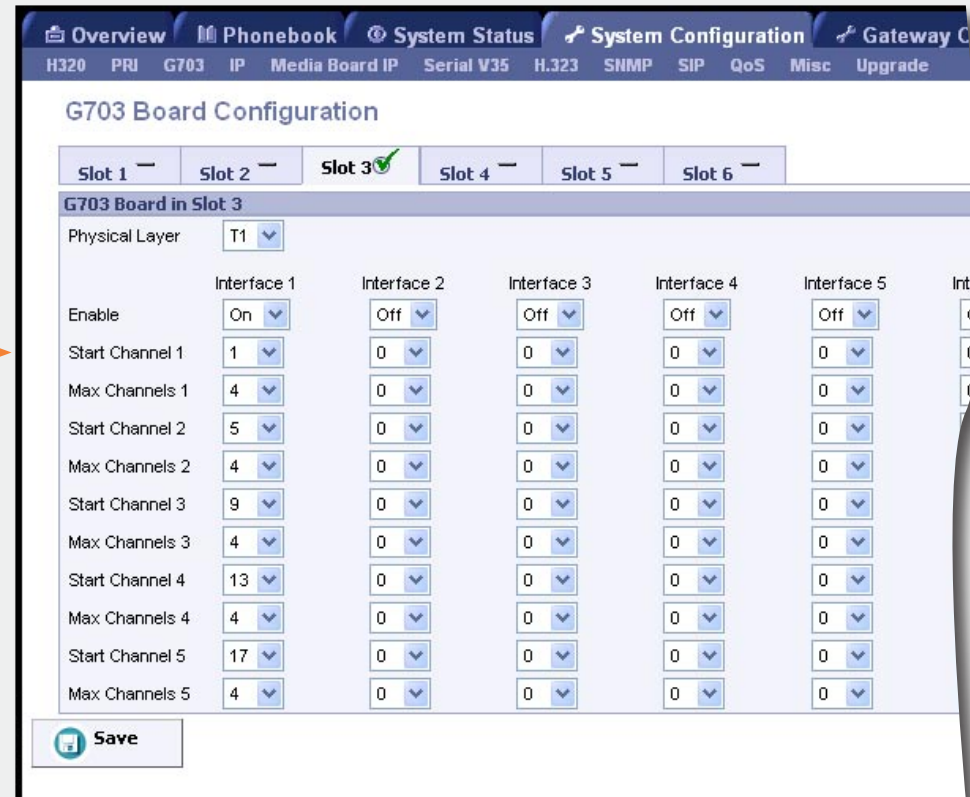 Overview Phonebook System Status System Configuration Gateway
H320 PRI G703 IP Media Board IP Serial V35 H.323 SNMP SIP QoS Misc Upgrade
G703 Board Configuration
Slot 1 Slot 2 Slot 3 Slot 4 Slot 5 Slot 6
G703 Board in Slot 3
Physical Layer T1
Interface 1 Interface 2 Interface 3 Interface 4 Interface 5
Enable On Off Off Off Off
Start Channel 1 1 0 0 0 0
Max Channels 1 4 0 0 0 0
Start Channel 2 5 0 0 0 0
Max Channels 2 4 0 0 0 0
Start Channel 3 9 0 0 0 0
Max Channels 3 4 0 0 0 0
Start Channel 4 13 0 0 0 0
Max Channels 4 4 0 0 0 0
Start Channel 5 17 0 0 0 0
Max Channels 5 4 0 0 0 0
Save